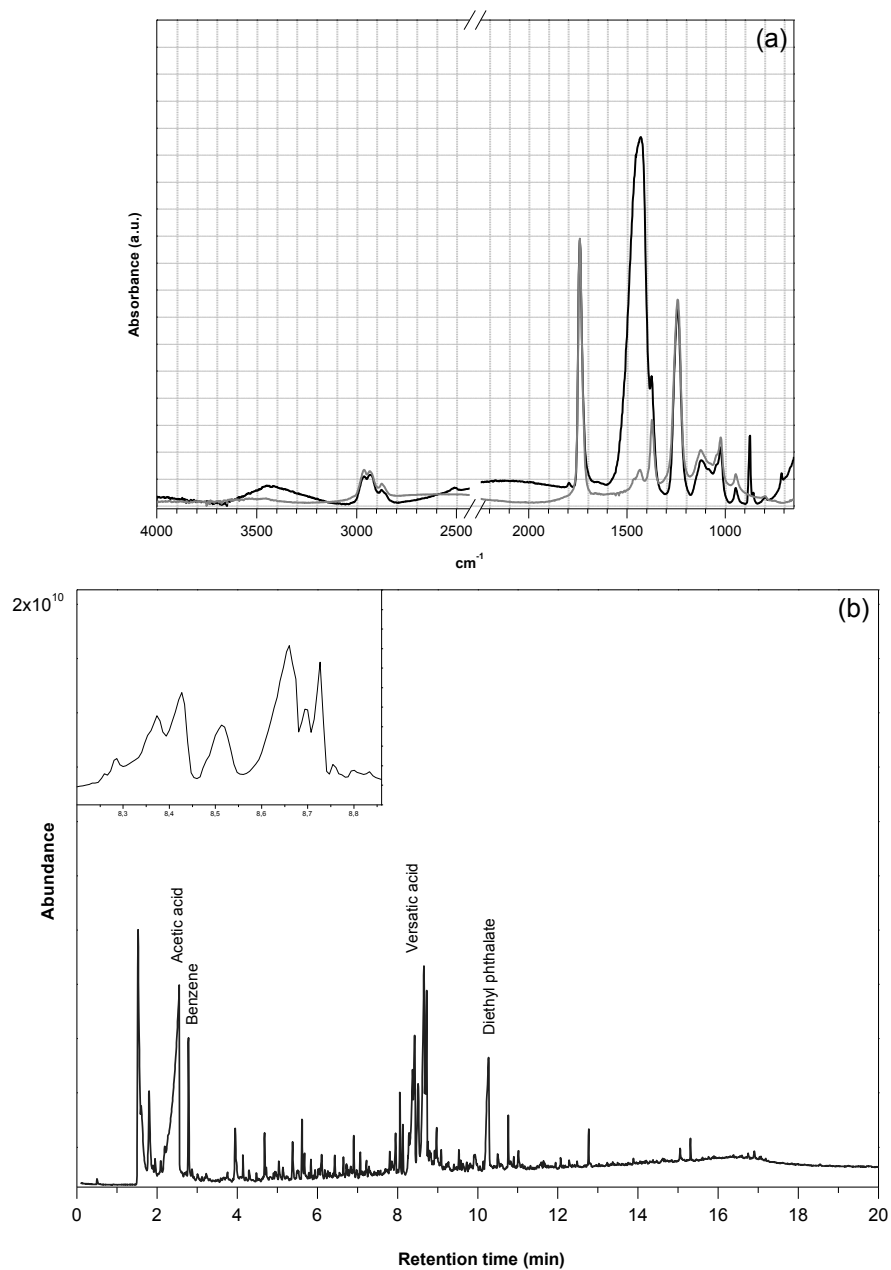 (a)
Absorbance (a.u.)
4000 3500 3000 2500 2000 1500 1000
cm-1
(b)
2x10^10
8,3 8,4 8,5 8,6 8,7 8,8
Abundance
Acetic acid
Benzene
Versatic acid
Diethyl phthalate
0 2 4 6 8 10 12 14 16 18 20
Retention time (min)